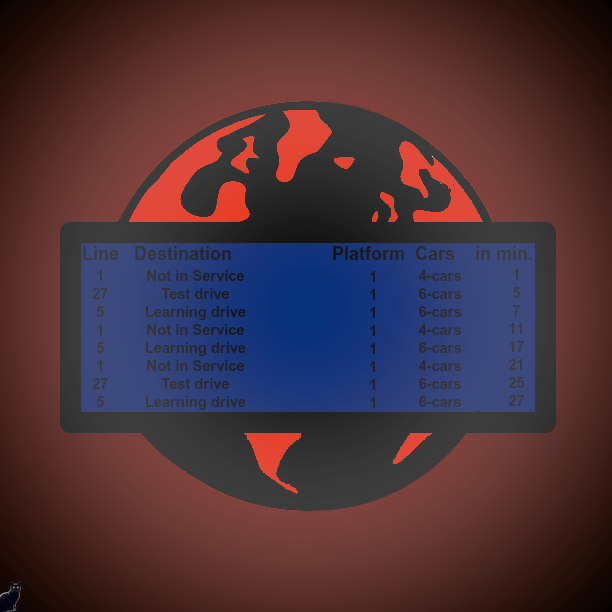 Line Destination Platform Cars in min.
1 Not in Service 1 4-cars 1
27 Test drive 1 6-cars 5
5 Learning drive 1 6-cars 7
1 Not in Service 1 4-cars 11
5 Learning drive 1 6-cars 17
1 Not in Service 1 4-cars 21
27 Test drive 1 6-cars 25
5 Learning drive 1 6-cars 27